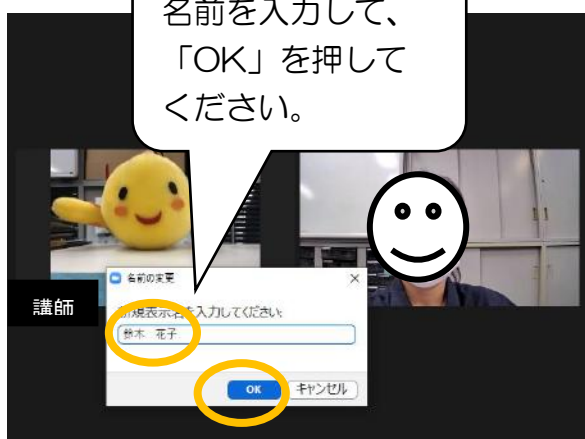 名前を入力して、
「OK」を押して
ください。
講師
名前の変更
新規表示名を入力してください:
鈴木 花子
OK
キャンセル